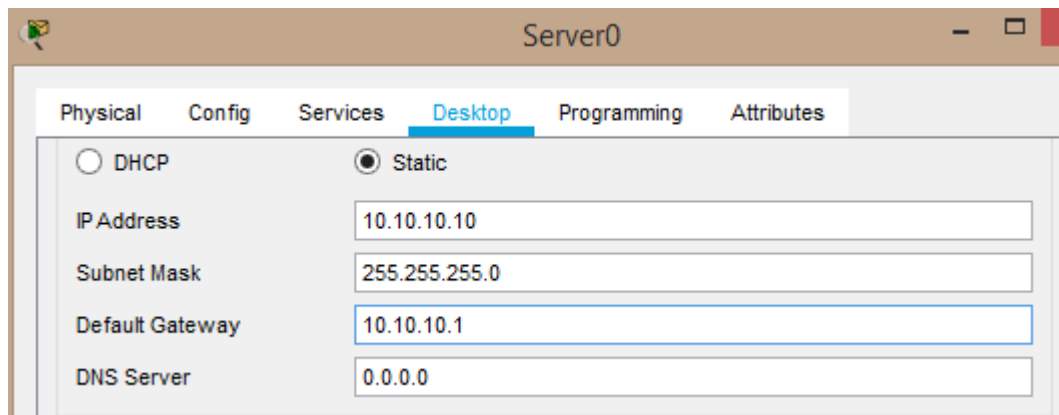 Server0
Physical Config Services Desktop Programming Attributes
DHCP Static
IP Address 10.10.10.10
Subnet Mask 255.255.255.0
Default Gateway 10.10.10.1
DNS Server 0.0.0.0